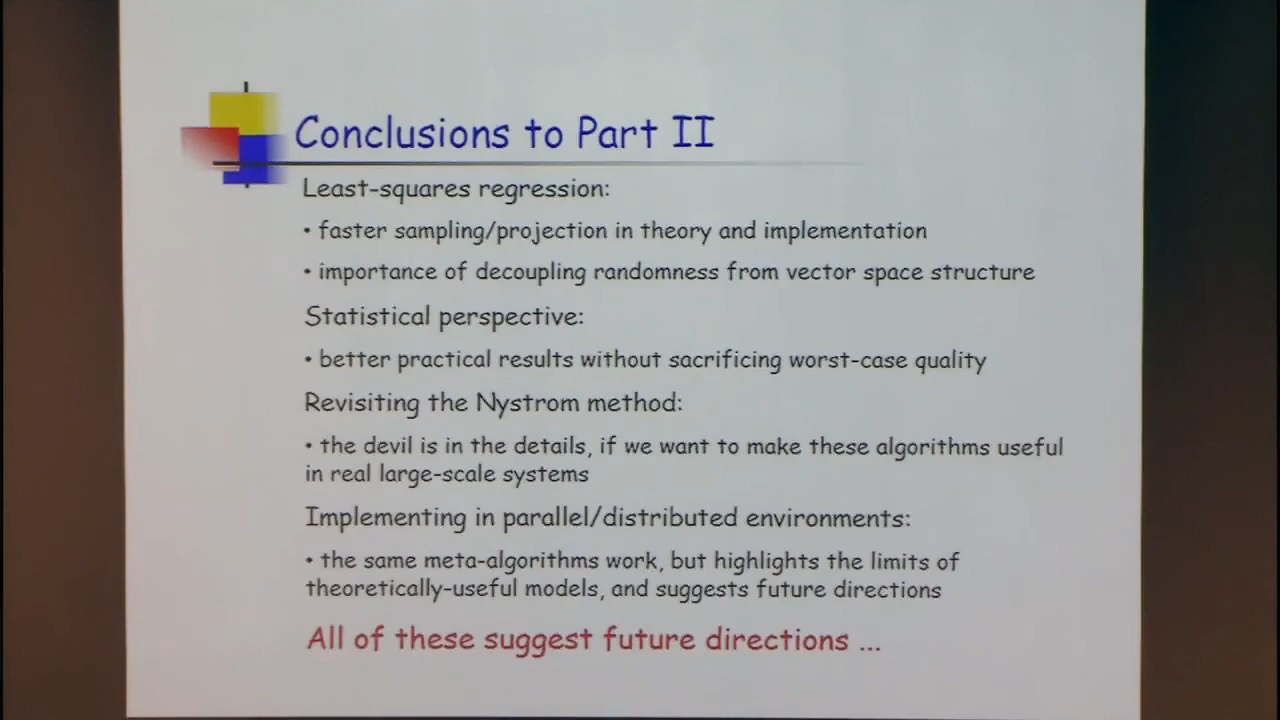 Conclusions to Part II
Least-squares regression:
• faster sampling/projection in theory and implementation
• importance of decoupling randomness from vector space structure
Statistical perspective:
• better practical results without sacrificing worst-case quality
Revisiting the Nystrom method:
• the devil is in the details, if we want to make these algorithms useful
in real large-scale systems
Implementing in parallel/distributed environments:
• the same meta-algorithms work, but highlights the limits of
theoretically-useful models, and suggests future directions
All of these suggest future directions ...